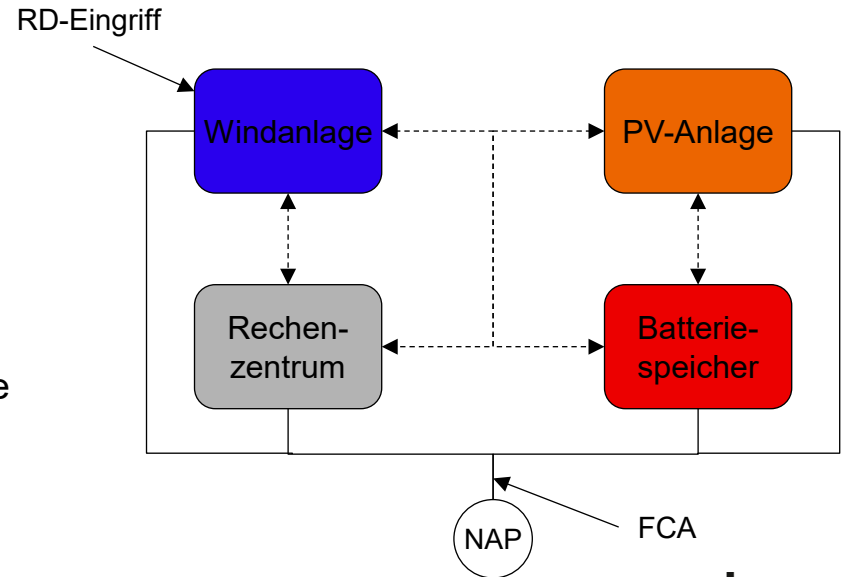 RD-Eingriff
Windanlage
PV-Anlage
Rechen-
zentrum
Batterie-
speicher
e
FCA
NAP